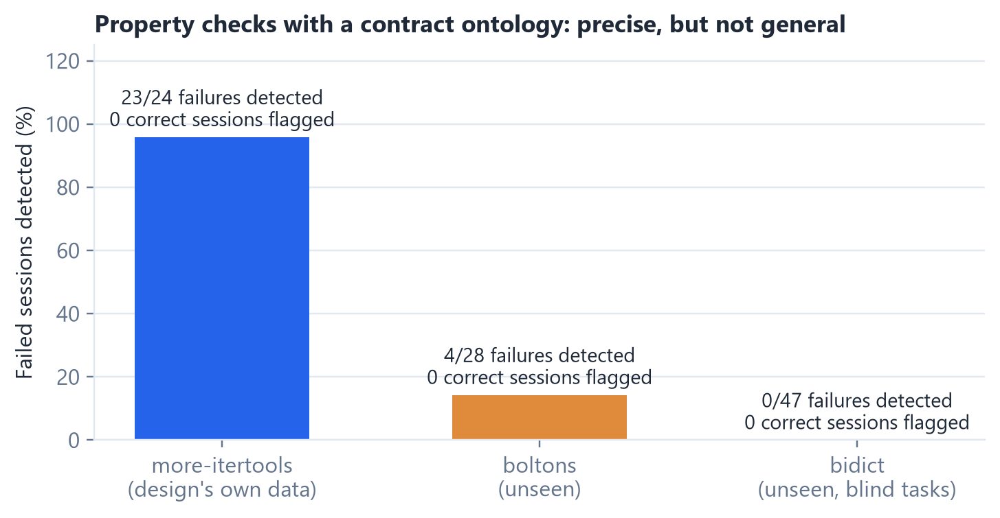 Property checks with a contract ontology: precise, but not general
Failed sessions detected (%)
120
100
80
60
40
20
0
23/24 failures detected
0 correct sessions flagged
4/28 failures detected
0 correct sessions flagged
0/47 failures detected
0 correct sessions flagged
more-itertools
(design's own data)
boltons
(unseen)
bidict
(unseen, blind tasks)